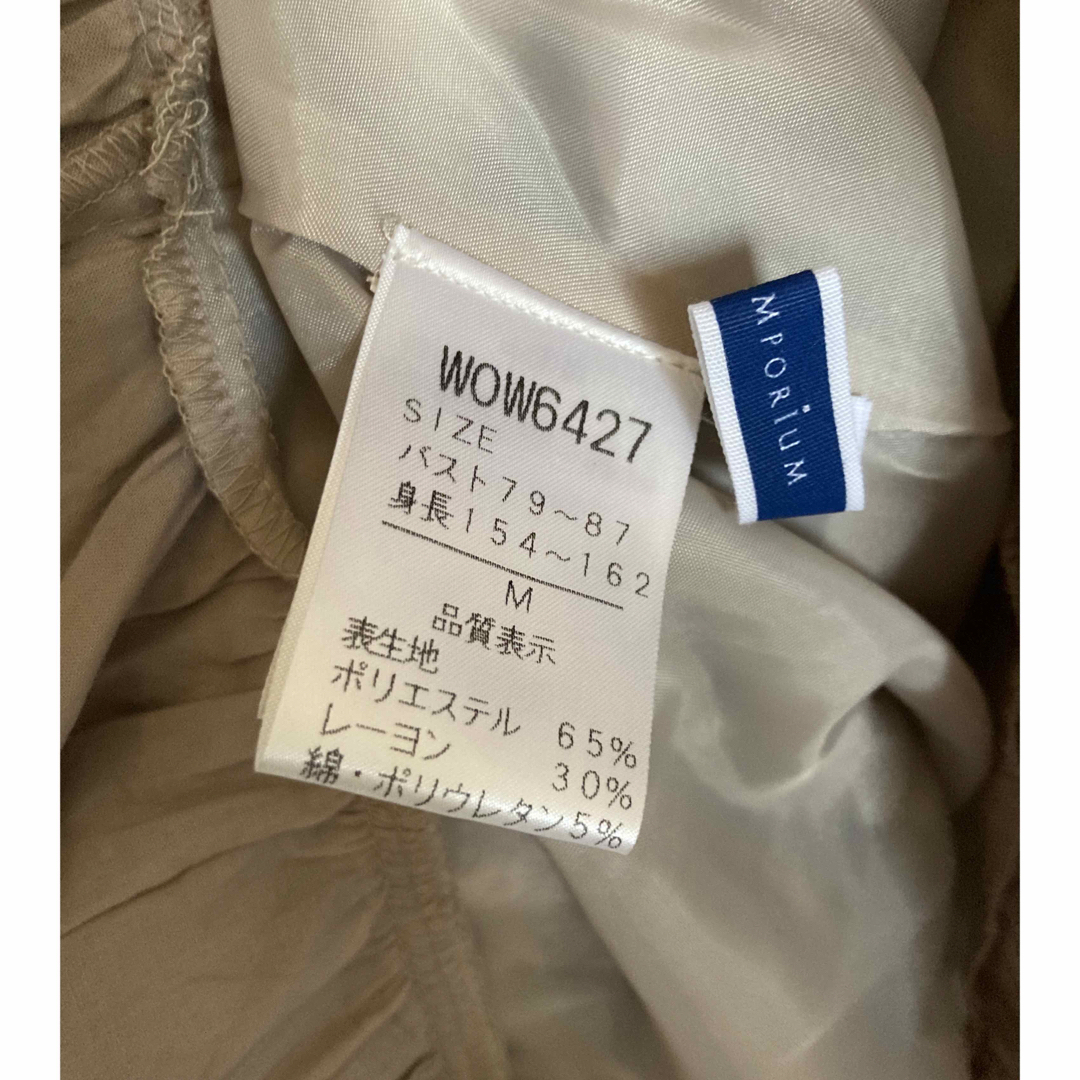 WOW6427
SIZE
バスト79～87
身長154～162
M
品質表示
表生地
ポリエステル 65%
レーヨン 30%
綿・ポリウレタン5%
MPORiUM